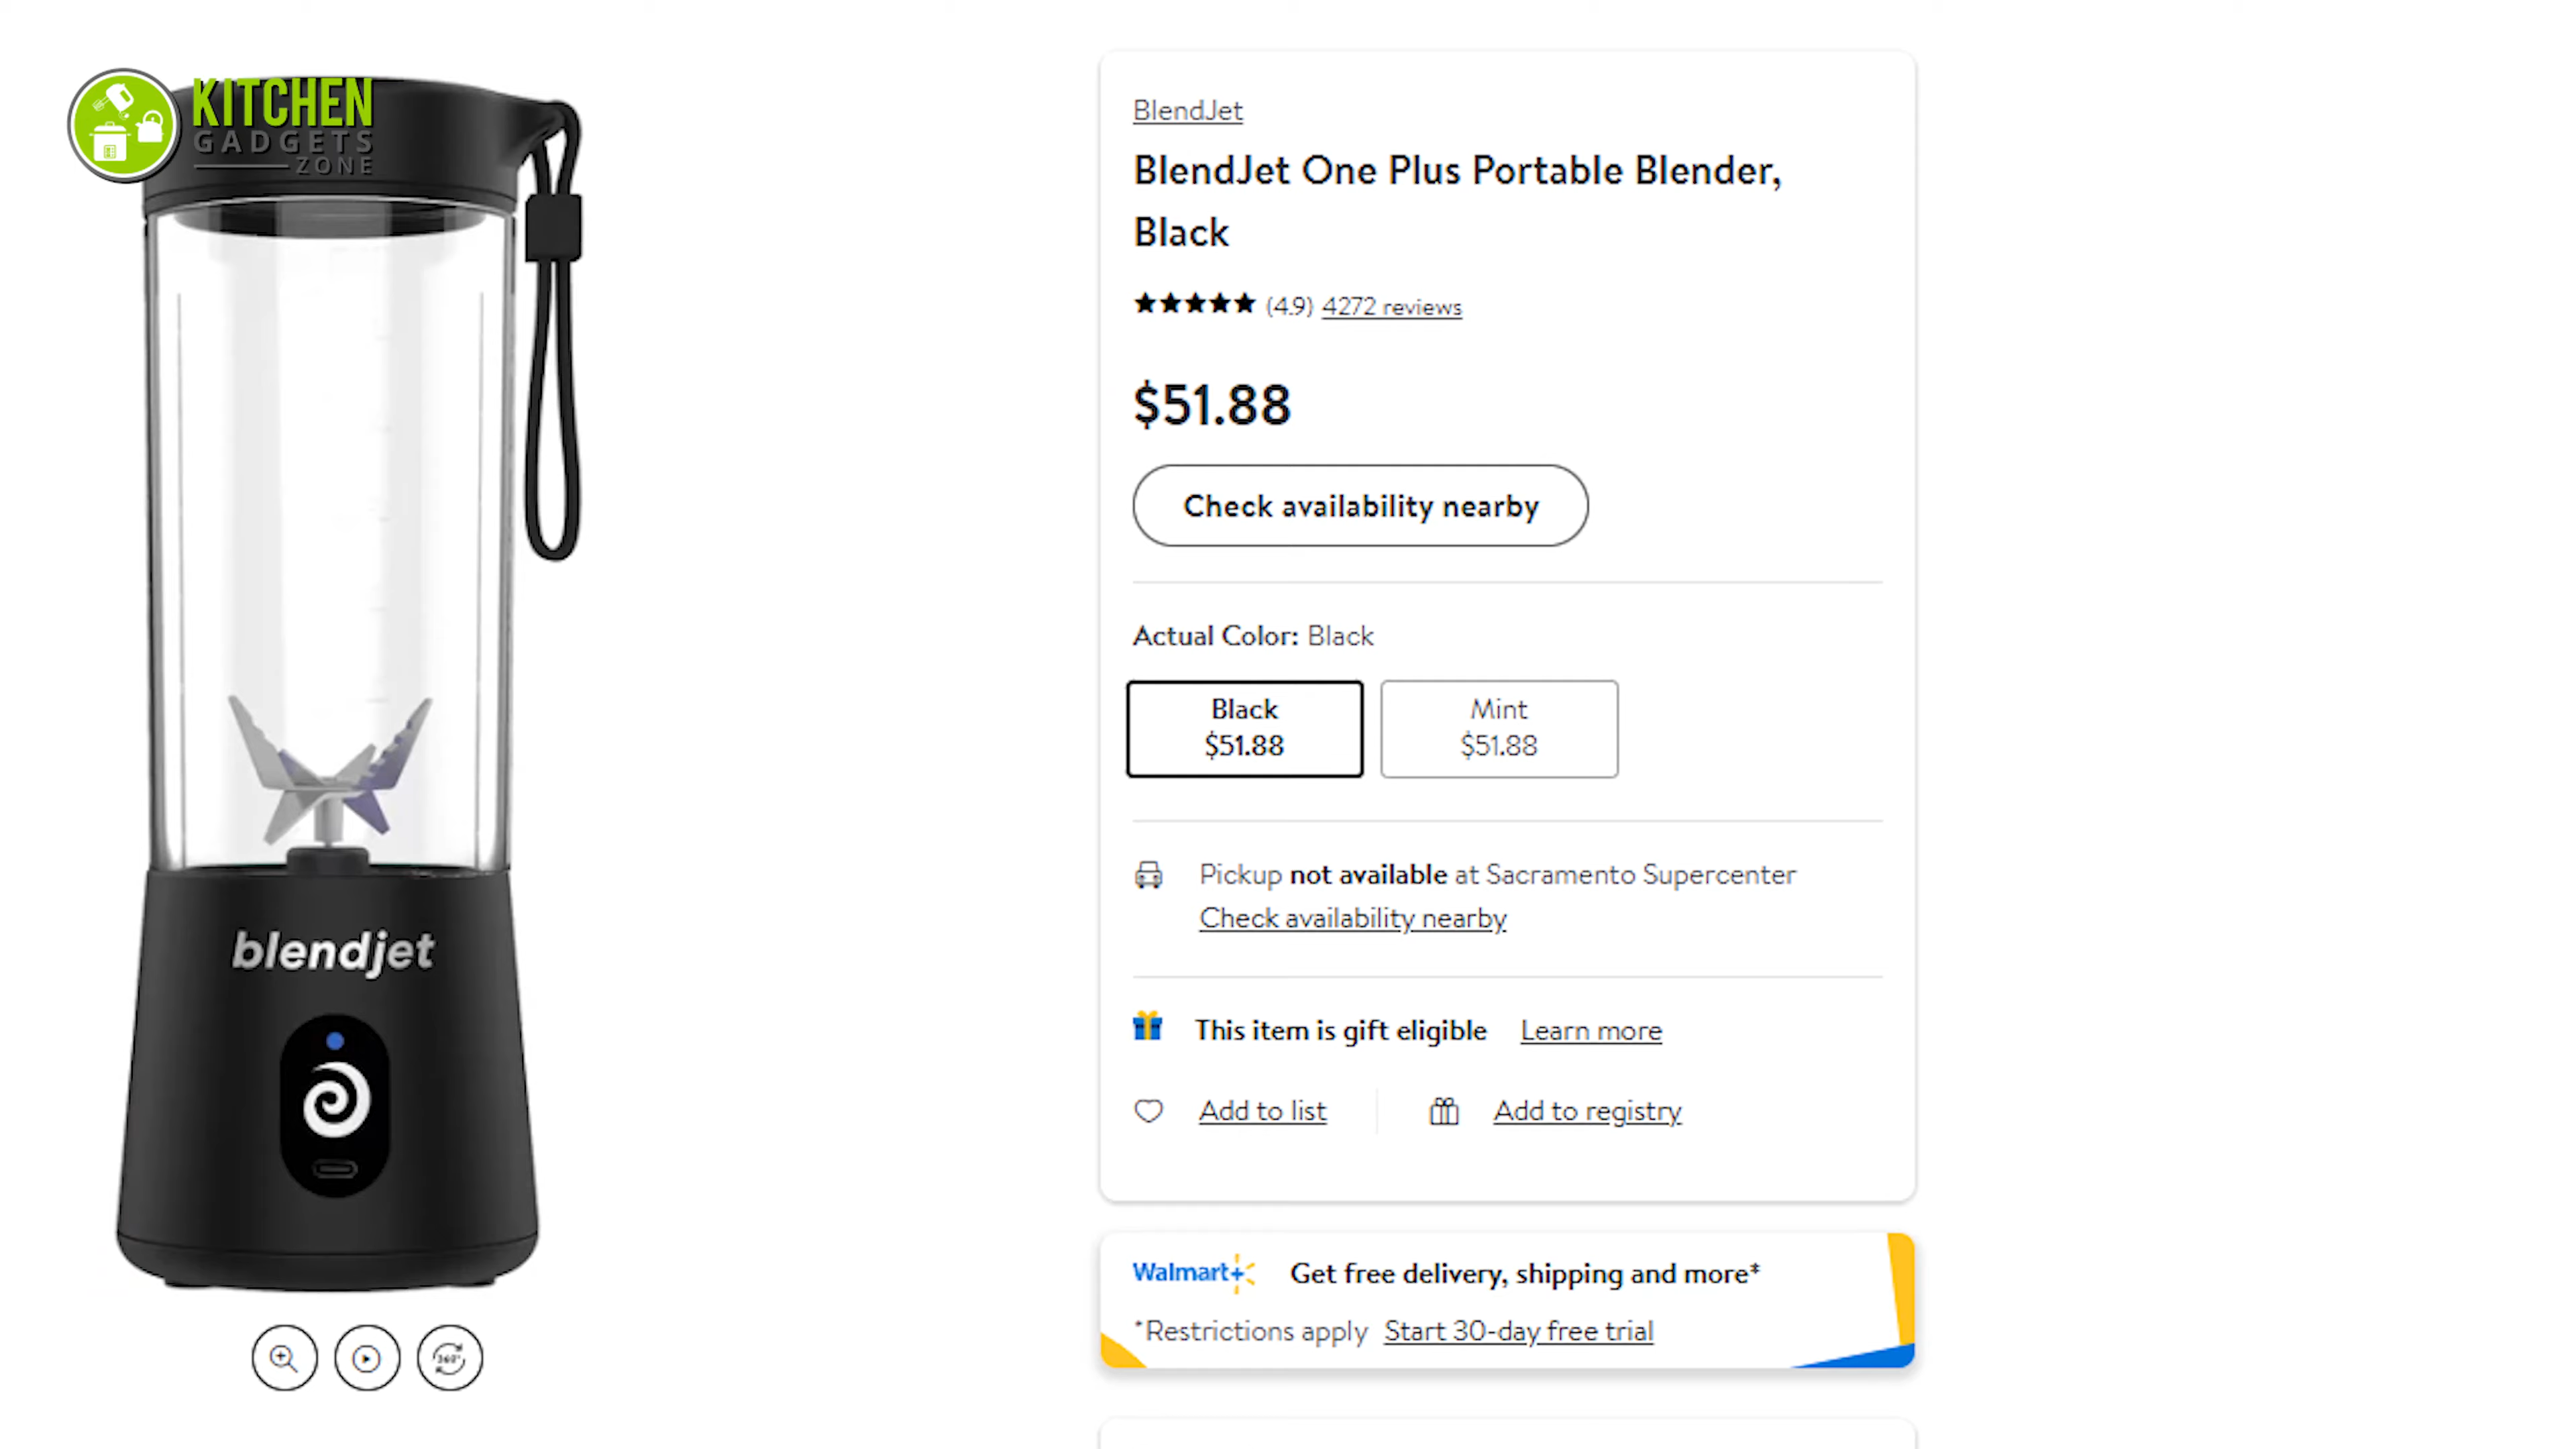 KITCHEN
GADGETS
ZONE
blendjet
360°
BlendJet
BlendJet One Plus Portable Blender,
Black
(4.9) 4272 reviews
$51.88
Check availability nearby
Actual Color: Black
Black
$51.88
Mint
$51.88
Pickup not available at Sacramento Supercenter
Check availability nearby
This item is gift eligible Learn more
Add to list Add to registry
Walmart+ Get free delivery, shipping and more*
*Restrictions apply Start 30-day free trial